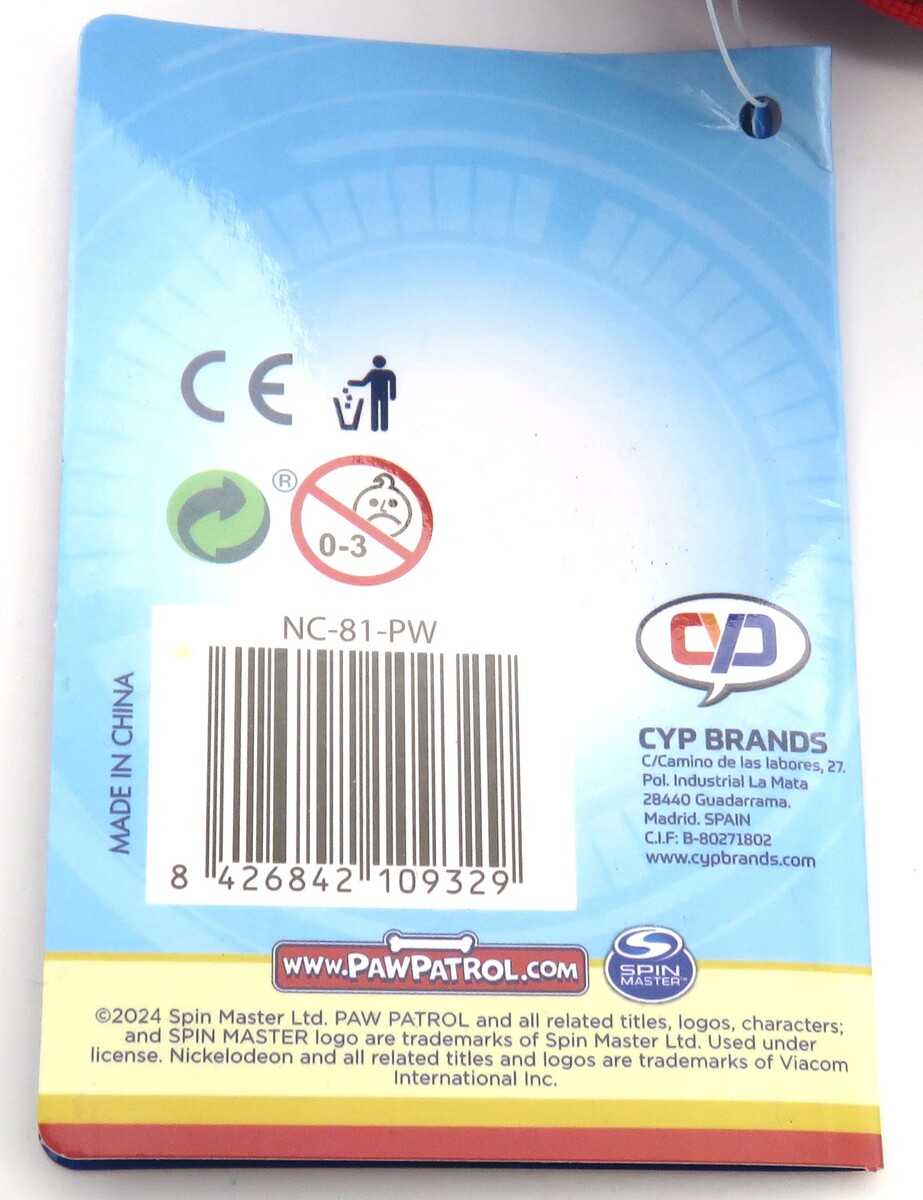 CE
®
0-3
NC-81-PW
MADE IN CHINA
8 426842 109329
CYP
CYP BRANDS
C/Camino de las labores, 27.
Pol. Industrial La Mata
28440 Guadarrama.
Madrid. SPAIN
C.I.F: B-80271802
www.cypbrands.com
WWW.PAWPATROL.COM
SPIN
MASTER™
©2024 Spin Master Ltd. PAW PATROL and all related titles, logos, characters;
and SPIN MASTER logo are trademarks of Spin Master Ltd. Used under
license. Nickelodeon and all related titles and logos are trademarks of Viacom
International Inc.